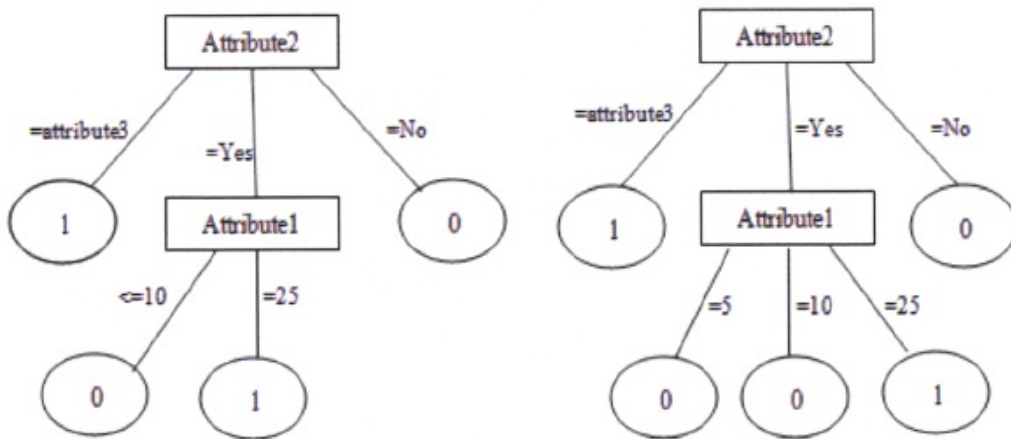 Attribute2
=attribute3
=Yes
=No
1
Attribute1
0
<=10
=25
0
1
Attribute2
=attribute3
=Yes
=No
1
Attribute1
0
=5
=10
=25
0
0
1